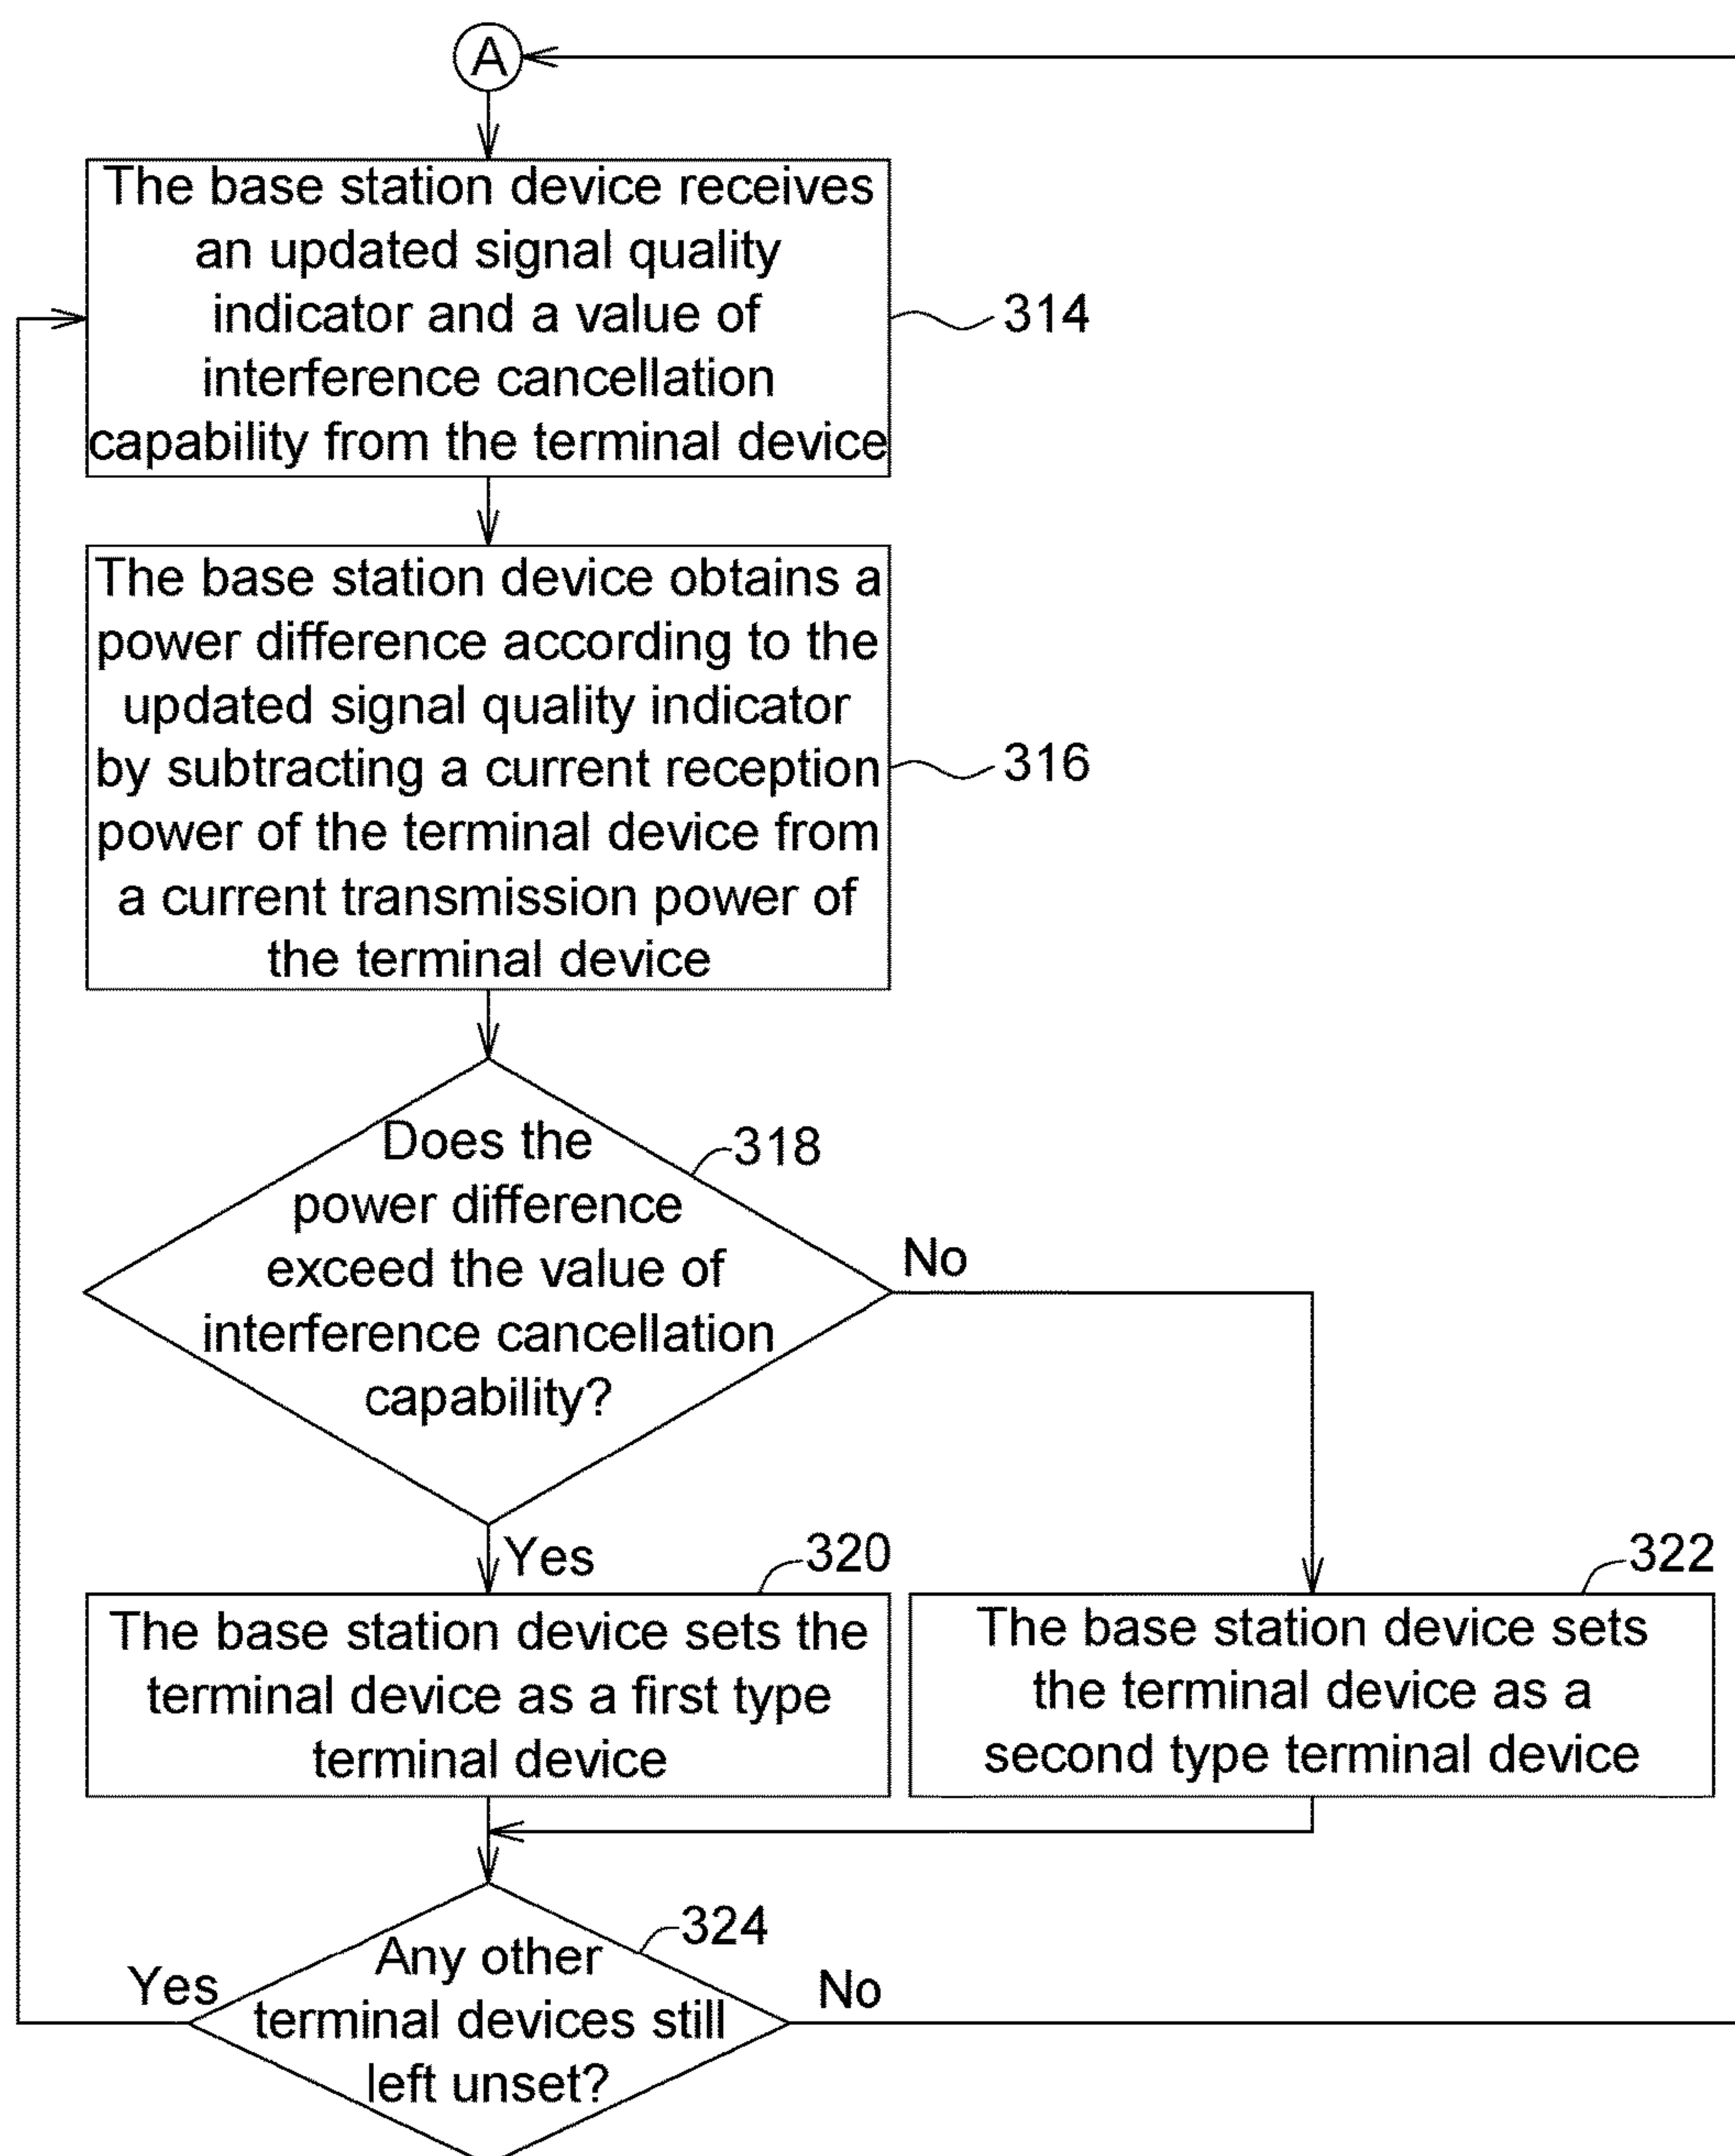 A
The base station device receives
an updated signal quality
indicator and a value of
interference cancellation
capability from the terminal device
314
The base station device obtains a
power difference according to the
updated signal quality indicator
by subtracting a current reception
power of the terminal device from
a current transmission power of
the terminal device
316
Does the
power difference
exceed the value of
interference cancellation
capability?
318
No
Yes
320
The base station device sets the
terminal device as a first type
terminal device
322
The base station device sets
the terminal device as a
second type terminal device
324
Any other
terminal devices still
left unset?
Yes
No